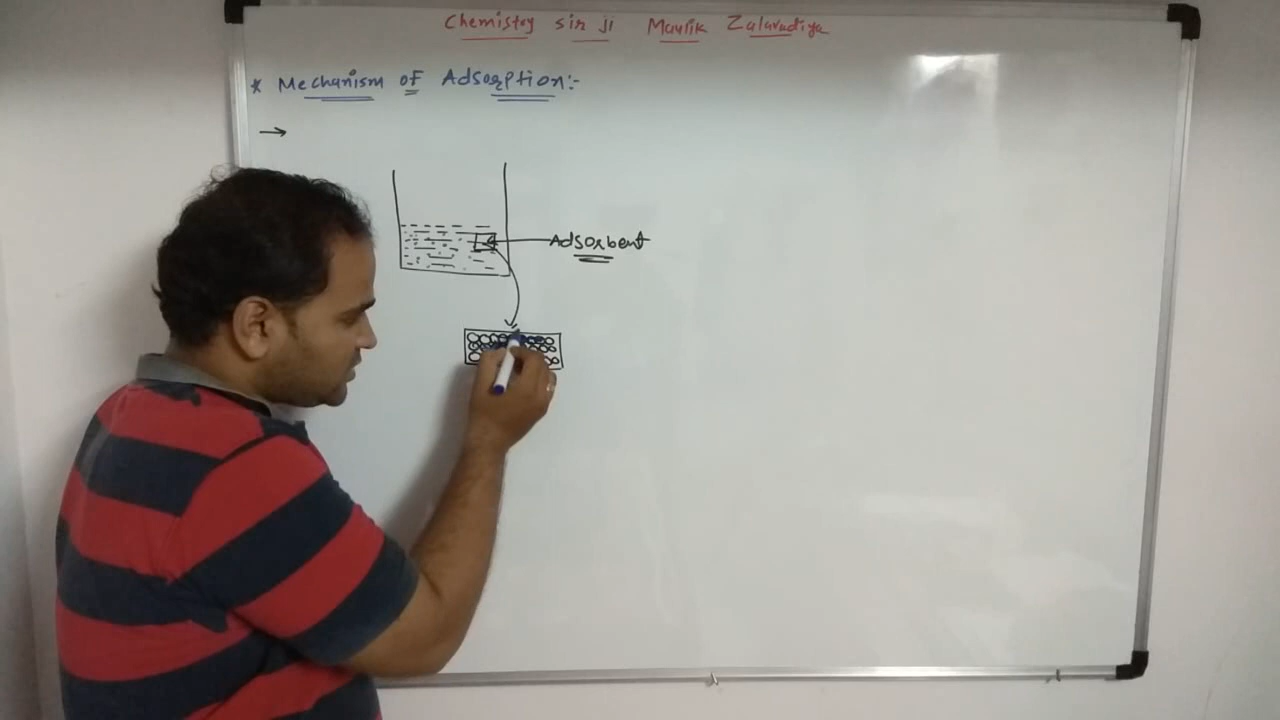 Chemistry sir ji Maulik Zalavadiya
* Mechanism of Adsorption:-
→
Adsorbent